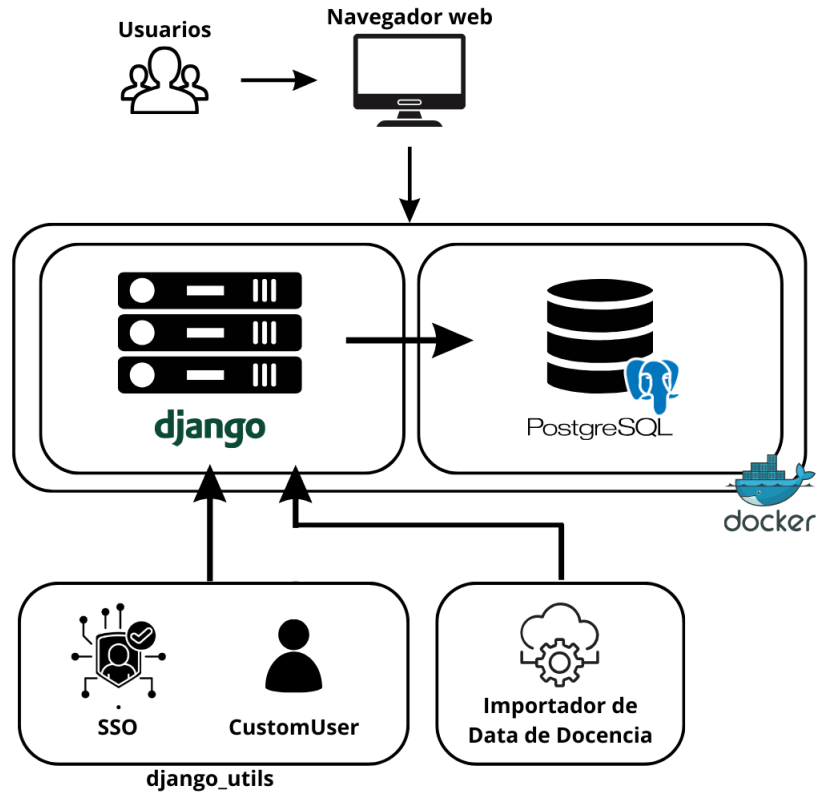 Usuarios
Navegador web
django
PostgreSQL
docker
SSO
CustomUser
django_utils
Importador de
Data de Docencia